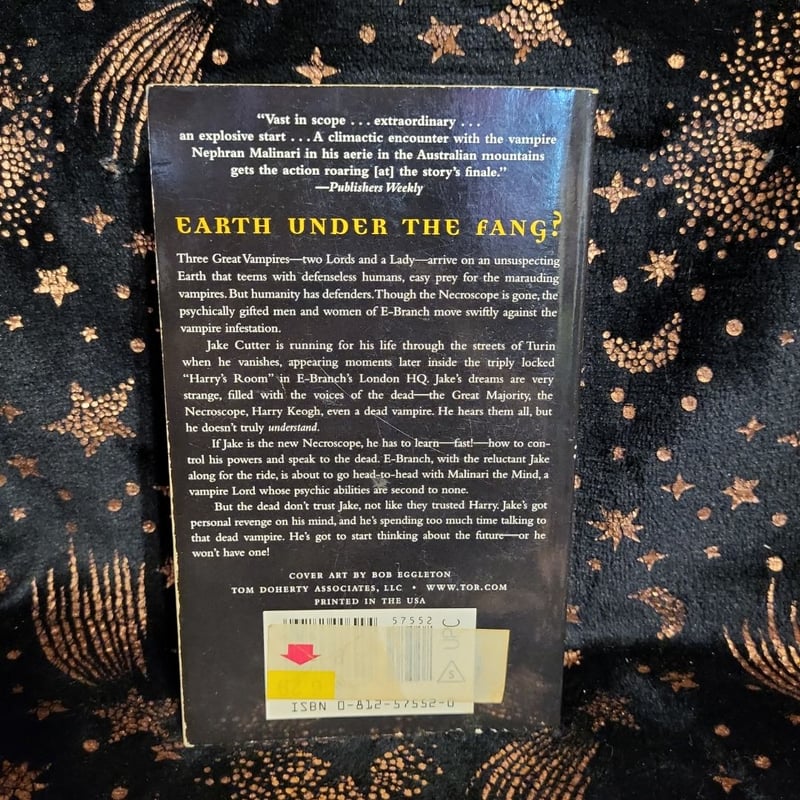 “Vast in scope . . . extraordinary . . .
an explosive start . . . A climactic encounter with the vampire
Nephran Malinari in his aerie in the Australian mountains
gets the action roaring [at] the story’s finale.”
—Publishers Weekly
EARTH UNDER THE FANG?
Three Great Vampires—two Lords and a Lady—arrive on an unsuspecting
Earth that teems with defenseless humans, easy prey for the marauding
vampires. But humanity has defenders. Though the Necroscope is gone, the
psychically gifted men and women of E-Branch move swiftly against the
vampire infestation.
Jake Cutter is running for his life through the streets of Turin
when he vanishes, appearing moments later inside the triply locked
“Harry’s Room” in E-Branch’s London HQ. Jake’s dreams are very
strange, filled with the voices of the dead—the Great Majority, the
Necroscope, Harry Keogh, even a dead vampire. He hears them all, but
he doesn’t truly understand.
If Jake is the new Necroscope, he has to learn—fast!—how to con-
trol his powers and speak to the dead. E-Branch, with the reluctant Jake
along for the ride, is about to go head-to-head with Malinari the Mind, a
vampire Lord whose psychic abilities are second to none.
But the dead don’t trust Jake, not like they trusted Harry. Jake’s got
personal revenge on his mind, and he’s spending too much time talking to
that dead vampire. He’s got to start thinking about the future—or he
won’t have one!
COVER ART BY BOB EGGLETON
TOM DOHERTY ASSOCIATES, LLC • WWW.TOR.COM
PRINTED IN THE USA
57552
UPC
S
ISBN 0-812-57552-0